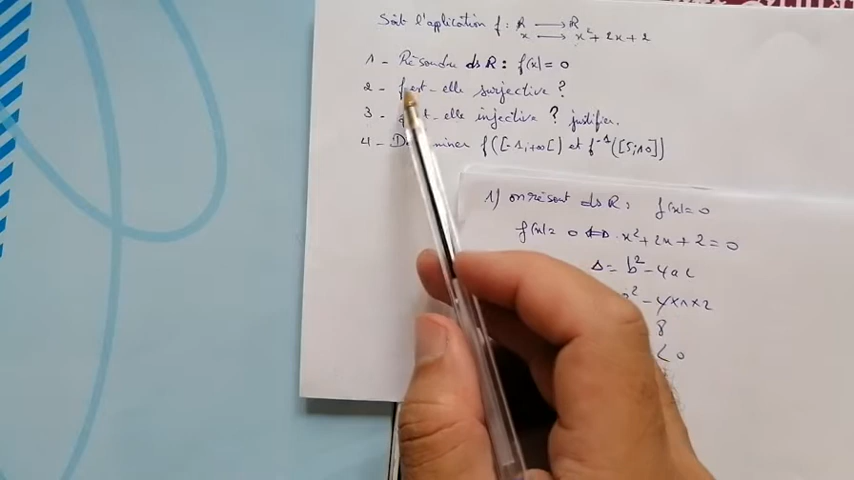 Soit l'application f: R → R
x → x² + 2x + 2
1 - Résoudre ds R : f(x) = 0
2 - f est - elle surjective ?
3 - est - elle injective ? justifier.
4 - Déterminer f([-1; +∞[) et f⁻¹([5; 10])
1) on résout ds R : f(x) = 0
f(x) = 0 ⇔ x² + 2x + 2 = 0
Δ = b² - 4ac
² - 4×1×2
8
< 0